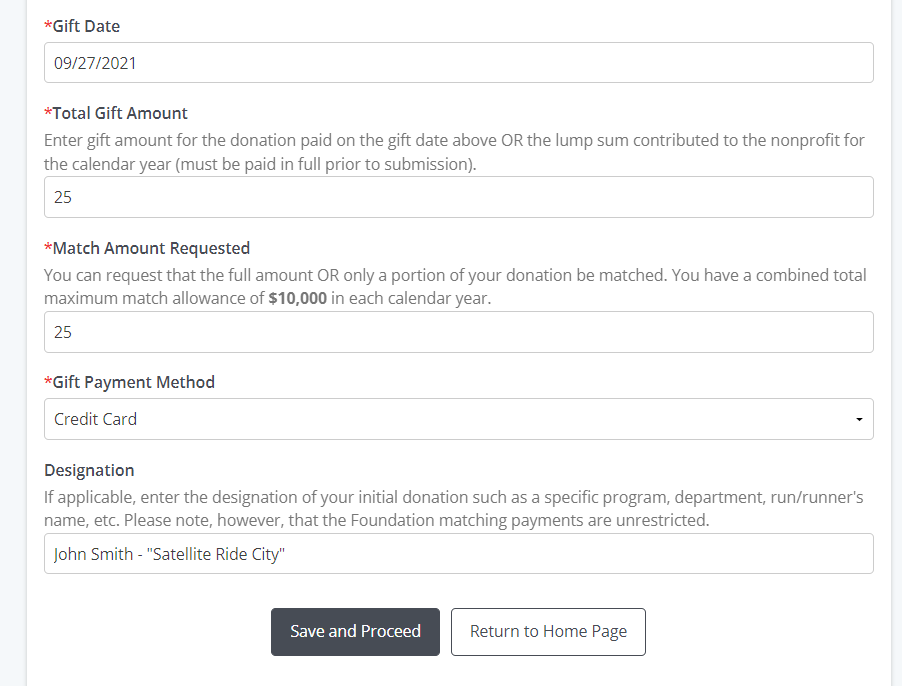 *Gift Date
09/27/2021
*Total Gift Amount
Enter gift amount for the donation paid on the gift date above OR the lump sum contributed to the nonprofit for
the calendar year (must be paid in full prior to submission).
25
*Match Amount Requested
You can request that the full amount OR only a portion of your donation be matched. You have a combined total
maximum match allowance of $10,000 in each calendar year.
25
*Gift Payment Method
Credit Card
Designation
If applicable, enter the designation of your initial donation such as a specific program, department, run/runner's
name, etc. Please note, however, that the Foundation matching payments are unrestricted.
John Smith - "Satellite Ride City"
Save and Proceed
Return to Home Page